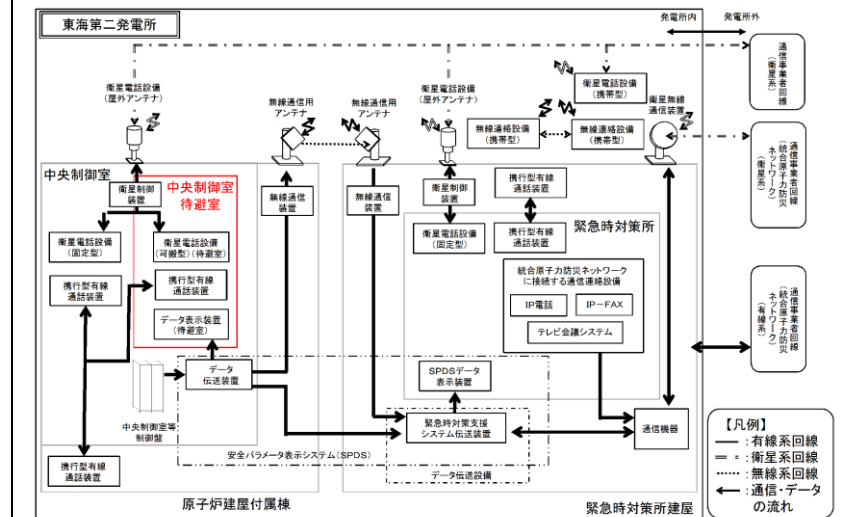 東海第二発電所
発電所内
発電所外
衛星電話設備
(屋外アンテナ)
無線通信用
アンテナ
無線通信用
アンテナ
衛星電話設備
(屋外アンテナ)
衛星電話設備
(携帯型)
無線連絡設備
(携帯型)
無線連絡設備
(携帯型)
衛星無線
通信装置
通信事業者回線
(衛星系)
通信事業者回線
(統合原子力防災
ネットワーク)
(衛星系)
通信事業者回線
(統合原子力防災
ネットワーク)
(有線系)
中央制御室
中央制御室
待避室
衛星制御
装置
衛星電話設備
(固定型)
衛星電話設備
(可搬型)(待避室)
携行型有線
通話装置
携行型有線
通話装置
データ表示装置
(待避室)
無線通信
装置
無線通信
装置
衛星制御
装置
衛星電話設備
(固定型)
携行型有線
通話装置
携行型有線
通話装置
緊急時対策所
統合原子力防災ネットワーク
に接続する通信連絡設備
IP電話
IP-FAX
テレビ会議システム
データ
伝送装置
中央制御室等
制御盤
SPDSデータ
表示装置
緊急時対策支援
システム伝送装置
通信機器
安全パラメータ表示システム(SPDS)
データ伝送設備
携行型有線
通話装置
原子炉建屋付属棟
緊急時対策所建屋
【凡例】
:有線系回線
:衛星系回線
:無線系回線
:通信・データ
の流れ